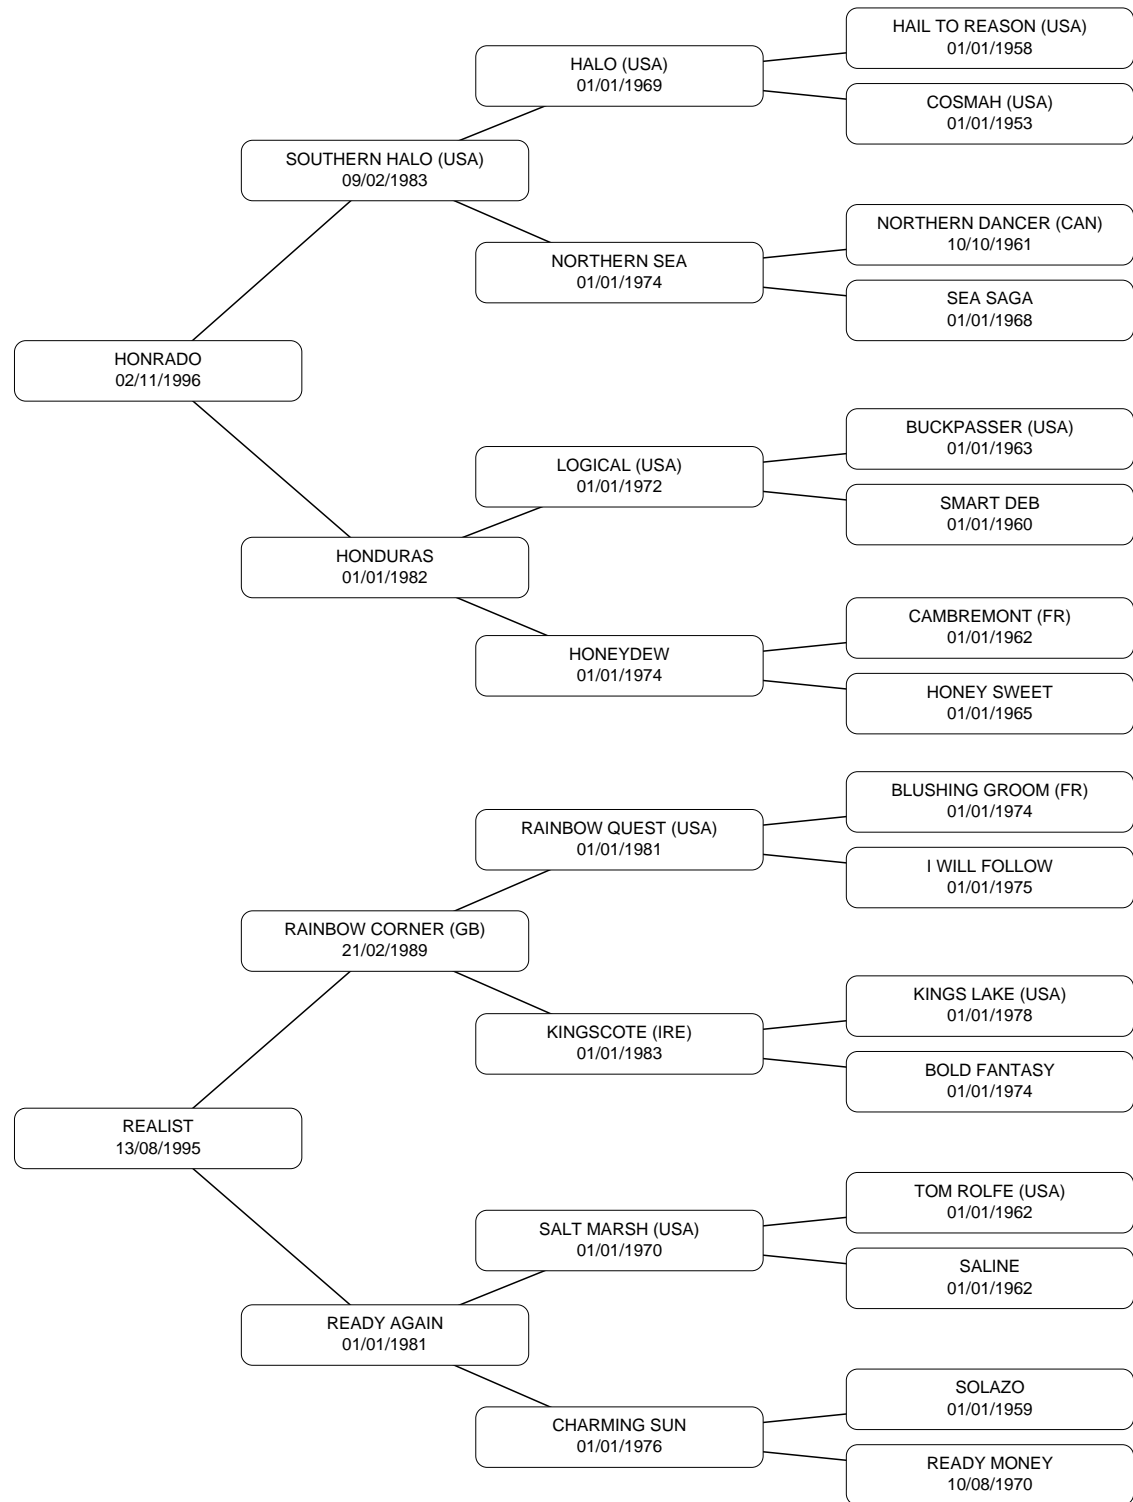 HAIL TO REASON (USA)
01/01/1958
HALO (USA)
01/01/1969
COSMAH (USA)
01/01/1953
SOUTHERN HALO (USA)
09/02/1983
NORTHERN DANCER (CAN)
10/10/1961
NORTHERN SEA
01/01/1974
SEA SAGA
01/01/1968
HONRADO
02/11/1996
BUCKPASSER (USA)
01/01/1963
LOGICAL (USA)
01/01/1972
SMART DEB
01/01/1960
HONDURAS
01/01/1982
CAMBREMONT (FR)
01/01/1962
HONEYDEW
01/01/1974
HONEY SWEET
01/01/1965
BLUSHING GROOM (FR)
01/01/1974
RAINBOW QUEST (USA)
01/01/1981
I WILL FOLLOW
01/01/1975
RAINBOW CORNER (GB)
21/02/1989
KINGS LAKE (USA)
01/01/1978
KINGSCOTE (IRE)
01/01/1983
BOLD FANTASY
01/01/1974
REALIST
13/08/1995
TOM ROLFE (USA)
01/01/1962
SALT MARSH (USA)
01/01/1970
SALINE
01/01/1962
READY AGAIN
01/01/1981
SOLAZO
01/01/1959
CHARMING SUN
01/01/1976
READY MONEY
10/08/1970